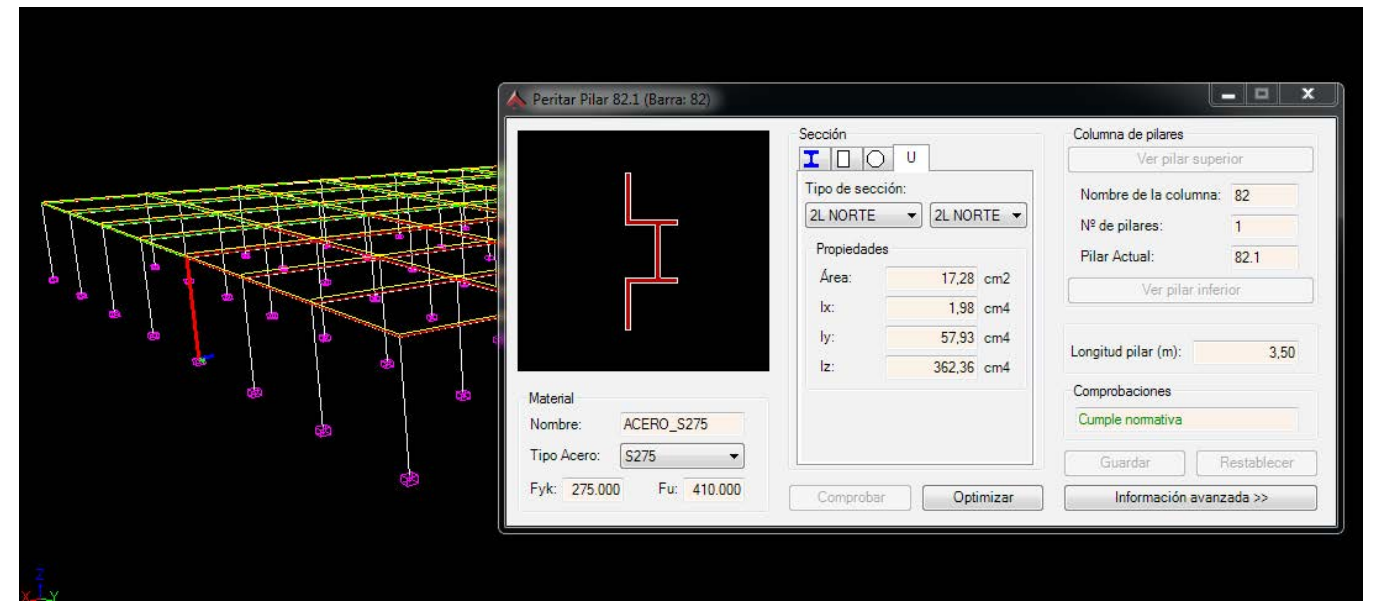 Peritar Pilar 82.1 (Barra: 82)
Sección
U
Tipo de sección:
2L NORTE 2L NORTE
Propiedades
Área: 17,28 cm2
Ix: 1,98 cm4
Iy: 57,93 cm4
Iz: 362,36 cm4
Material
Nombre: ACERO_S275
Tipo Acero: S275
Fyk: 275.000 Fu: 410.000
Comprobar Optimizar
Columna de pilares
Ver pilar superior
Nombre de la columna: 82
Nº de pilares: 1
Pilar Actual: 82.1
Ver pilar inferior
Longitud pilar (m): 3,50
Comprobaciones
Cumple normativa
Guardar Restablecer
Información avanzada >>
Z
X Y